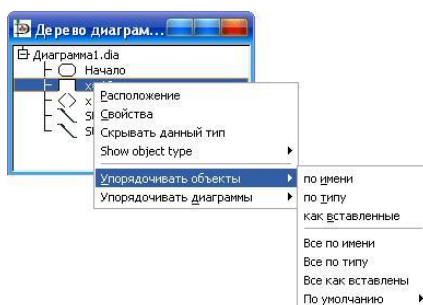 Дерево диаграм...
Диаграмма1.dia
Начало
Расположение
Свойства
Скрывать данный тип
Show object type
Упорядочивать объекты
Упорядочивать диаграммы
по имени
по типу
как вставленные
Все по имени
Все по типу
Все как вставлены
По умолчанию